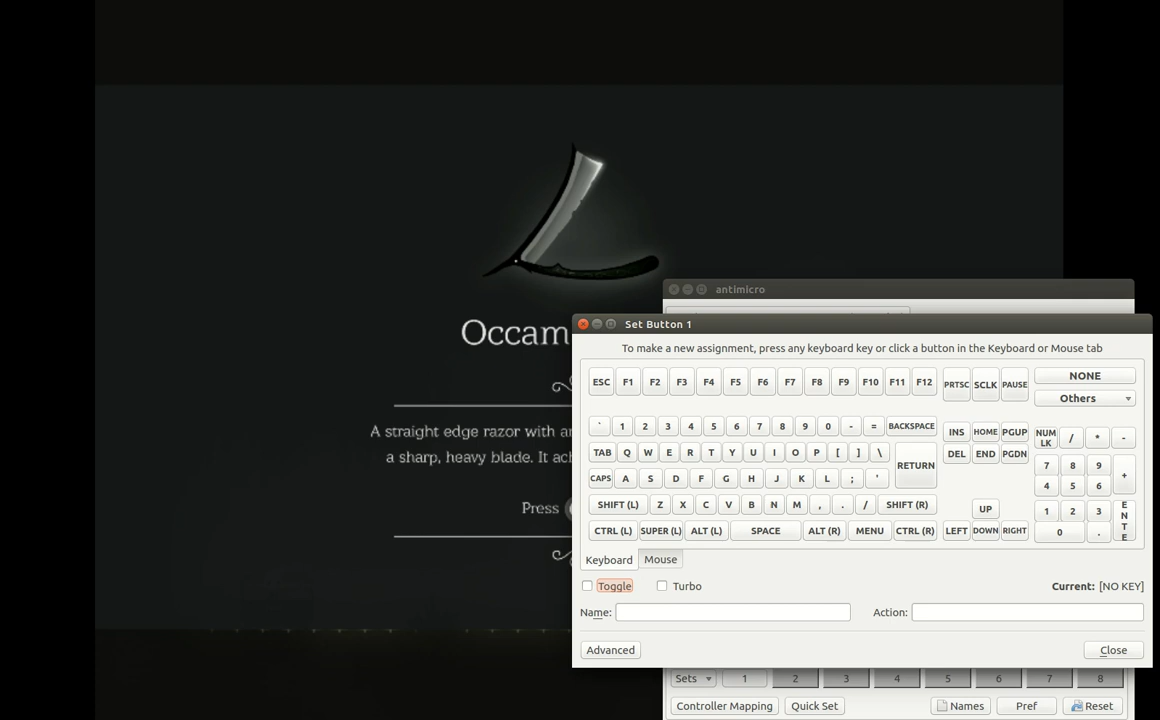 Occam
A straight edge razor with an
a sharp, heavy blade. It ach
Press
antimicro
Set Button 1
To make a new assignment, press any keyboard key or click a button in the Keyboard or Mouse tab
ESC F1 F2 F3 F4 F5 F6 F7 F8 F9 F10 F11 F12 PRTSC SCLK PAUSE NONE
Others
` 1 2 3 4 5 6 7 8 9 0 - = BACKSPACE INS HOME PGUP NUM LK / * -
TAB Q W E R T Y U I O P [ ] \ RETURN DEL END PGDN 7 8 9 +
CAPS A S D F G H J K L ; ' 4 5 6
SHIFT (L) Z X C V B N M , . / SHIFT (R) UP 1 2 3 ENTE
CTRL (L) SUPER (L) ALT (L) SPACE ALT (R) MENU CTRL (R) LEFT DOWN RIGHT 0 .
Keyboard Mouse
Toggle Turbo Current: [NO KEY]
Name: Action:
Advanced Close
Sets 1 2 3 4 5 6 7 8
Controller Mapping Quick Set Names Pref Reset